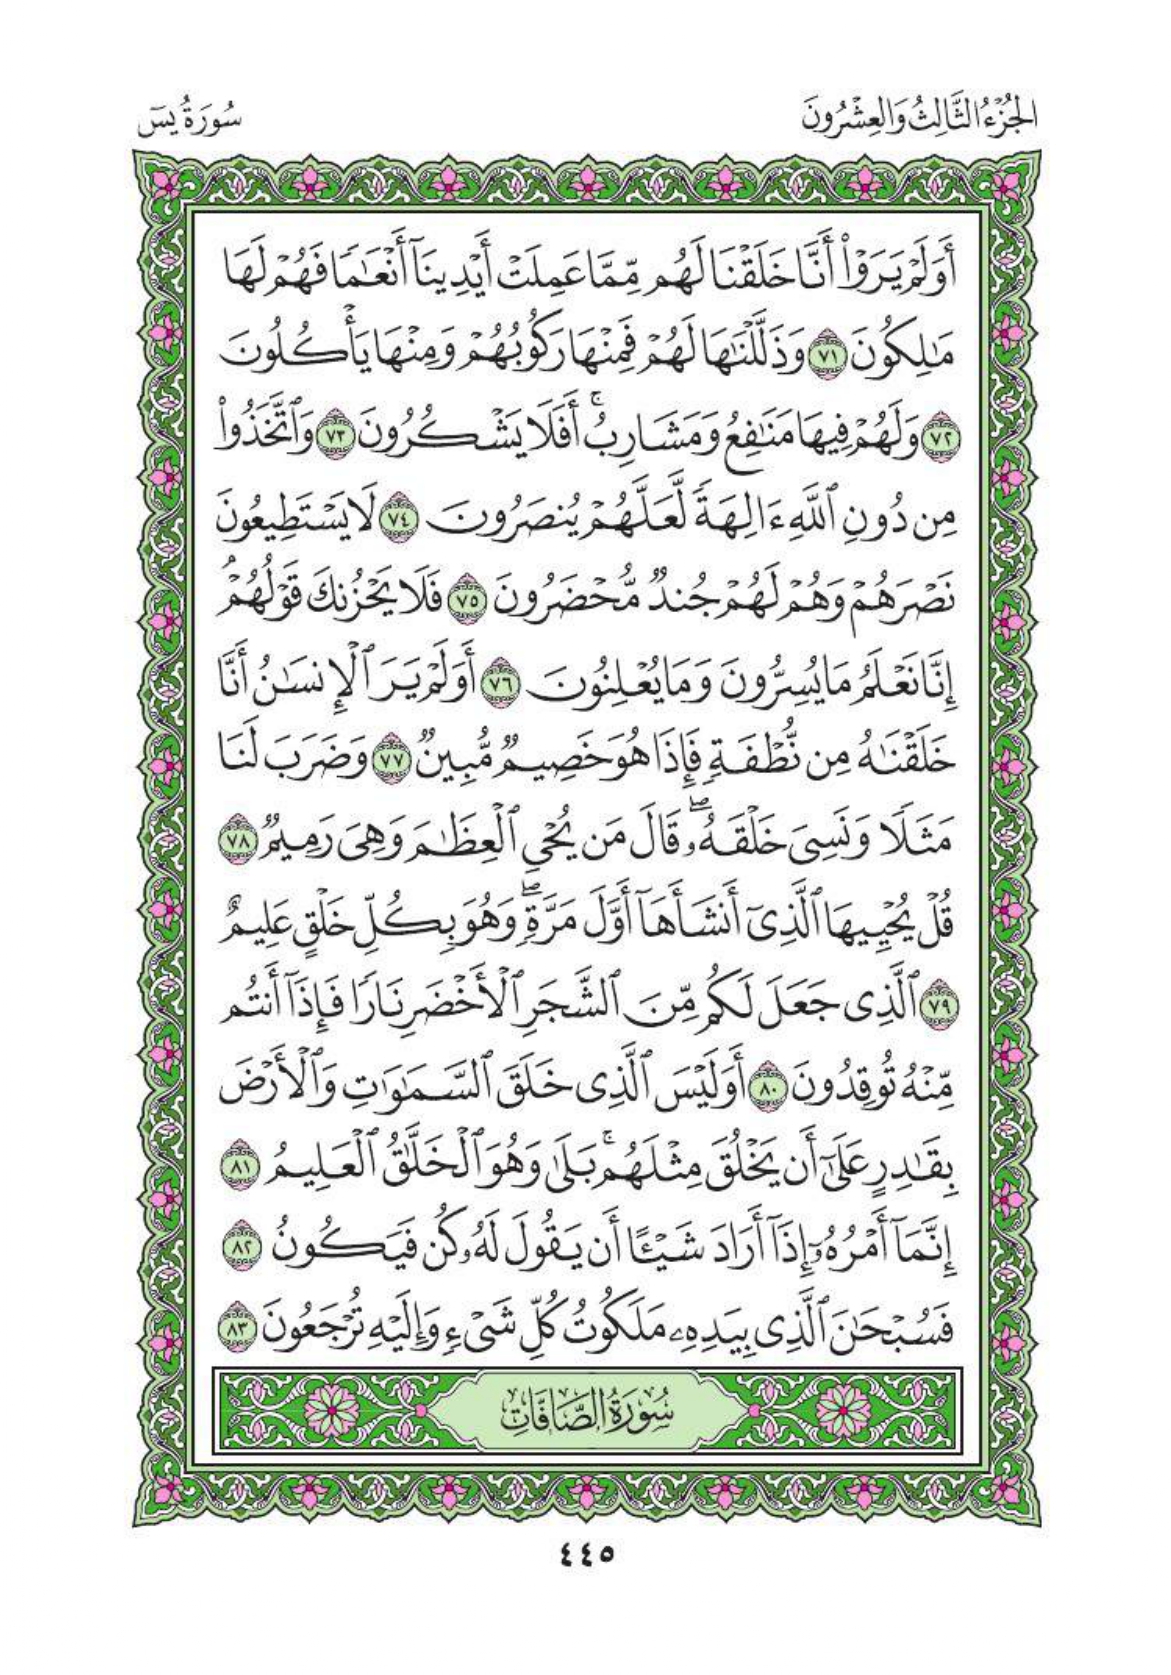 الجُزْءُ الثَّالِثُ وَالعِشْرُونَ
سُورَةُ يسٓ
أَوَلَمْ يَرَوْا۟ أَنَّا خَلَقْنَا لَهُم مِّمَّا عَمِلَتْ أَيْدِينَآ أَنْعَٰمًا فَهُمْ لَهَا
مَٰلِكُونَ ٧١ وَذَلَّلْنَٰهَا لَهُمْ فَمِنْهَا رَكُوبُهُمْ وَمِنْهَا يَأْكُلُونَ
٧٢ وَلَهُمْ فِيهَا مَنَٰفِعُ وَمَشَارِبُ ۚ أَفَلَا يَشْكُرُونَ ٧٣ وَٱتَّخَذُوا۟
مِن دُونِ ٱللَّهِ ءَالِهَةً لَّعَلَّهُمْ يُنصَرُونَ ٧٤ لَا يَسْتَطِيعُونَ
نَصْرَهُمْ وَهُمْ لَهُمْ جُندٌ مُّحْضَرُونَ ٧٥ فَلَا يَحْزُنكَ قَوْلُهُمْ ۘ
إِنَّا نَعْلَمُ مَا يُسِرُّونَ وَمَا يُعْلِنُونَ ٧٦ أَوَلَمْ يَرَ ٱلْإِنسَٰنُ أَنَّا
خَلَقْنَٰهُ مِن نُّطْفَةٍ فَإِذَا هُوَ خَصِيمٌ مُّبِينٌ ٧٧ وَضَرَبَ لَنَا
مَثَلًا وَنَسِىَ خَلْقَهُۥ ۖ قَالَ مَن يُحْىِ ٱلْعِظَٰمَ وَهِىَ رَمِيمٌ ٧٨
قُلْ يُحْيِيهَا ٱلَّذِىٓ أَنشَأَهَآ أَوَّلَ مَرَّةٍ ۖ وَهُوَ بِكُلِّ خَلْقٍ عَلِيمٌ
٧٩ ٱلَّذِى جَعَلَ لَكُم مِّنَ ٱلشَّجَرِ ٱلْأَخْضَرِ نَارًا فَإِذَآ أَنتُم
مِّنْهُ تُوقِدُونَ ٨٠ أَوَلَيْسَ ٱلَّذِى خَلَقَ ٱلسَّمَٰوَٰتِ وَٱلْأَرْضَ
بِقَٰدِرٍ عَلَىٰٓ أَن يَخْلُقَ مِثْلَهُم ۚ بَلَىٰ وَهُوَ ٱلْخَلَّٰقُ ٱلْعَلِيمُ ٨١
إِنَّمَآ أَمْرُهُۥٓ إِذَآ أَرَادَ شَيْـًٔا أَن يَقُولَ لَهُۥ كُن فَيَكُونُ ٨٢
فَسُبْحَٰنَ ٱلَّذِى بِيَدِهِۦ مَلَكُوتُ كُلِّ شَىْءٍ وَإِلَيْهِ تُرْجَعُونَ ٨٣
سُورَةُ الصَّافَّاتِ
٤٤٥